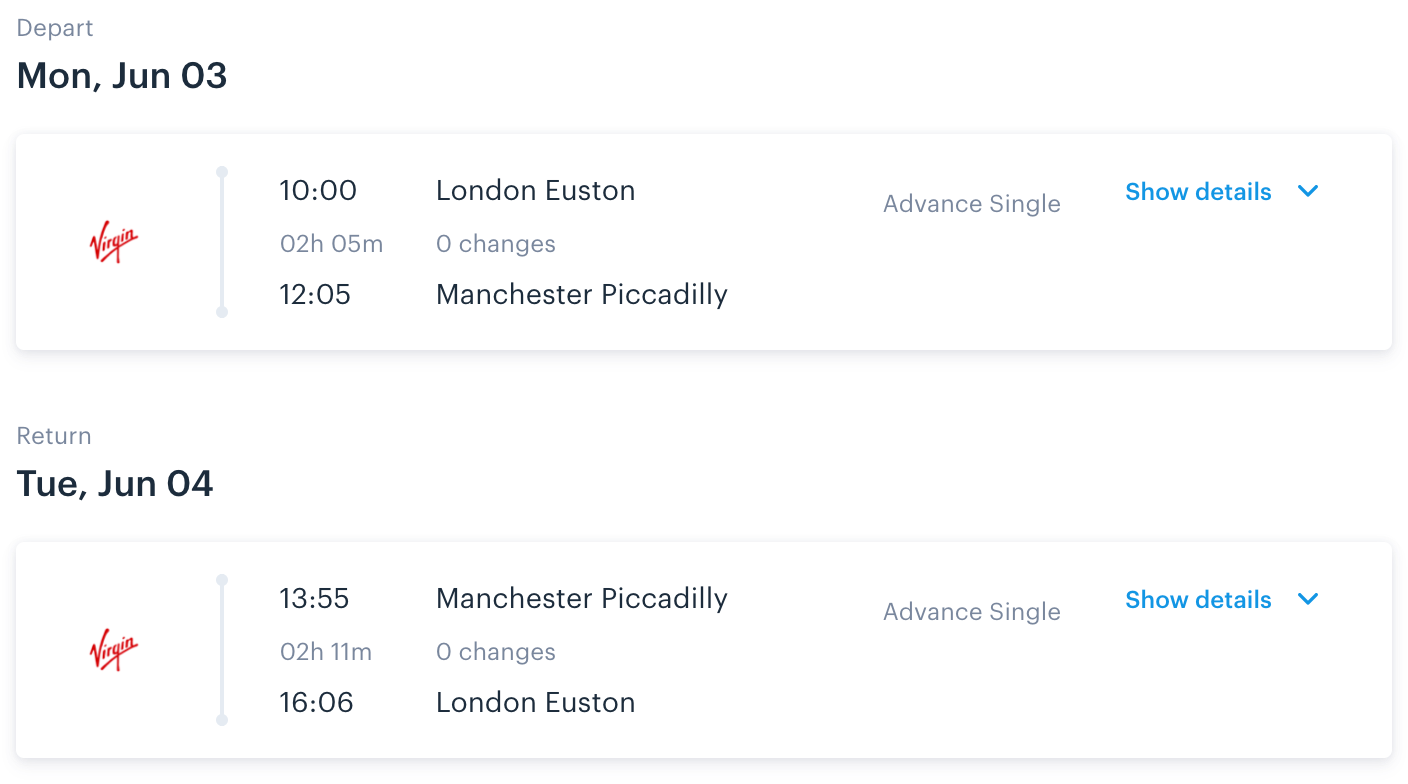 Depart
Mon, Jun 03
10:00 London Euston
Advance Single Show details
Virgin
02h 05m 0 changes
12:05 Manchester Piccadilly
Return
Tue, Jun 04
13:55 Manchester Piccadilly
Advance Single Show details
Virgin
02h 11m 0 changes
16:06 London Euston